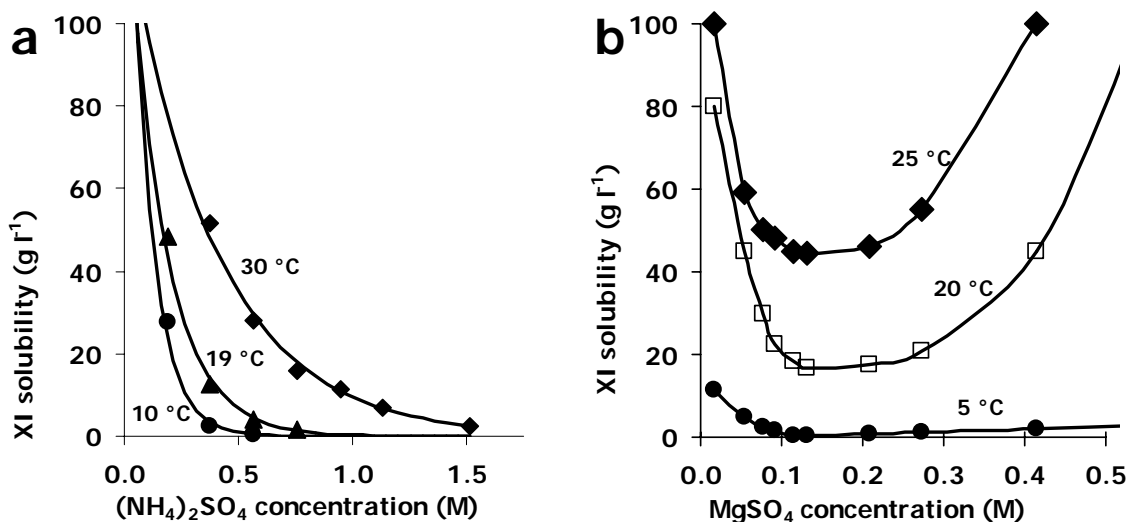 a
XI solubility (g l⁻¹)
100
80
60
40
20
0
30 °C
19 °C
10 °C
0.0 0.5 1.0 1.5
(NH₄)₂SO₄ concentration (M)
b
XI solubility (g l⁻¹)
100
80
60
40
20
0
25 °C
20 °C
5 °C
0.0 0.1 0.2 0.3 0.4 0.5
MgSO₄ concentration (M)